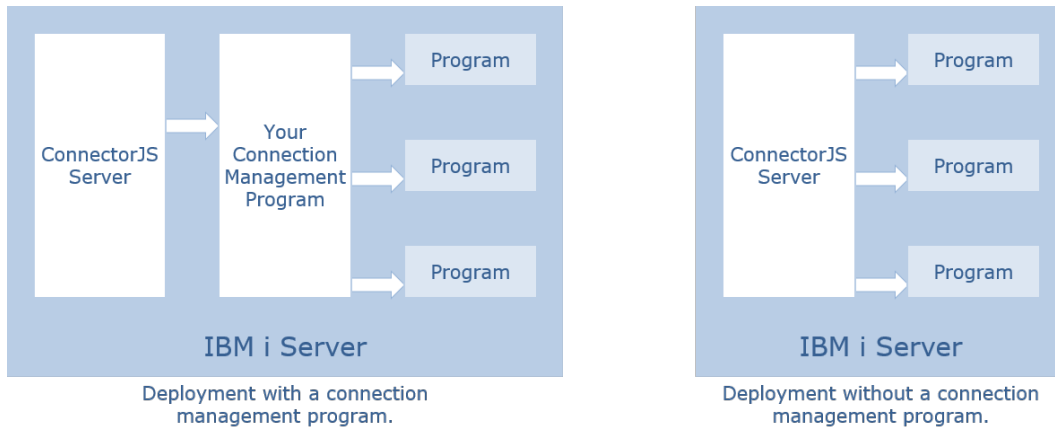 ConnectorJS
Server
Your
Connection
Management
Program
Program
Program
Program
IBM i Server
Deployment with a connection
management program.
ConnectorJS
Server
Program
Program
Program
IBM i Server
Deployment without a connection
management program.